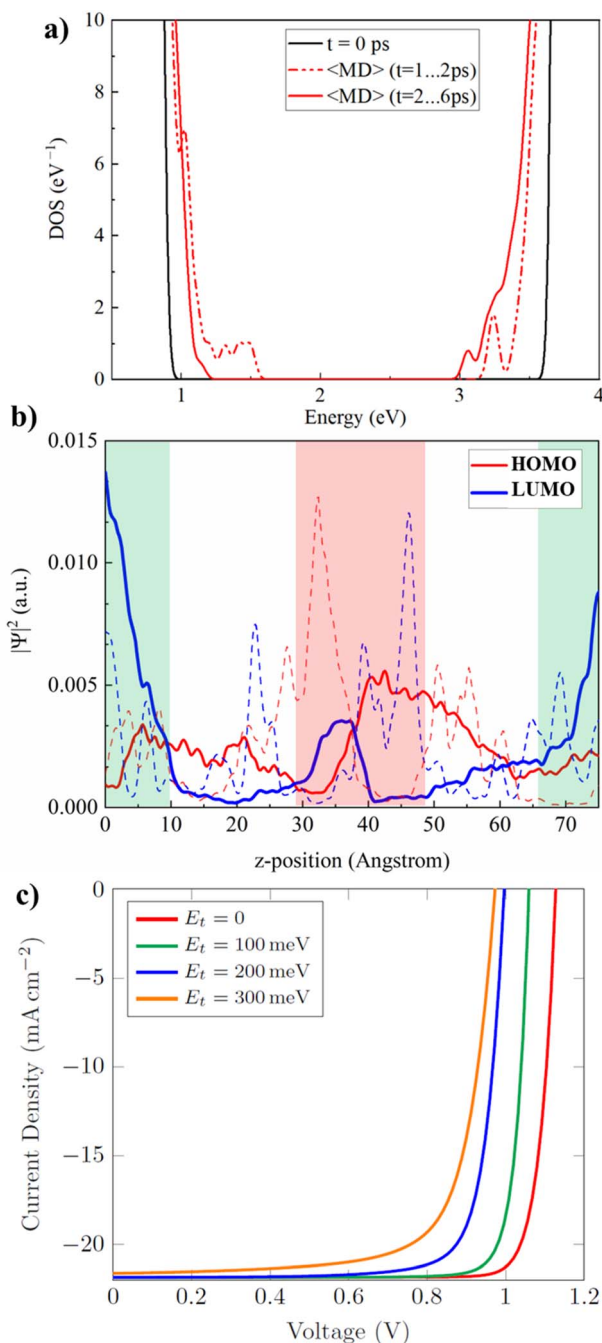 a)
t = 0 ps
<MD> (t=1...2ps)
<MD> (t=2...6ps)
DOS (eV⁻¹)
10
8
6
4
2
0
1 2 3 4
Energy (eV)
b)
HOMO
LUMO
|Ψ|² (a.u.)
0.015
0.010
0.005
0.000
0 10 20 30 40 50 60 70
z-position (Angstrom)
c)
E_t = 0
E_t = 100 meV
E_t = 200 meV
E_t = 300 meV
Current Density (mA cm⁻²)
0
−5
−10
−15
−20
0 0.2 0.4 0.6 0.8 1 1.2
Voltage (V)